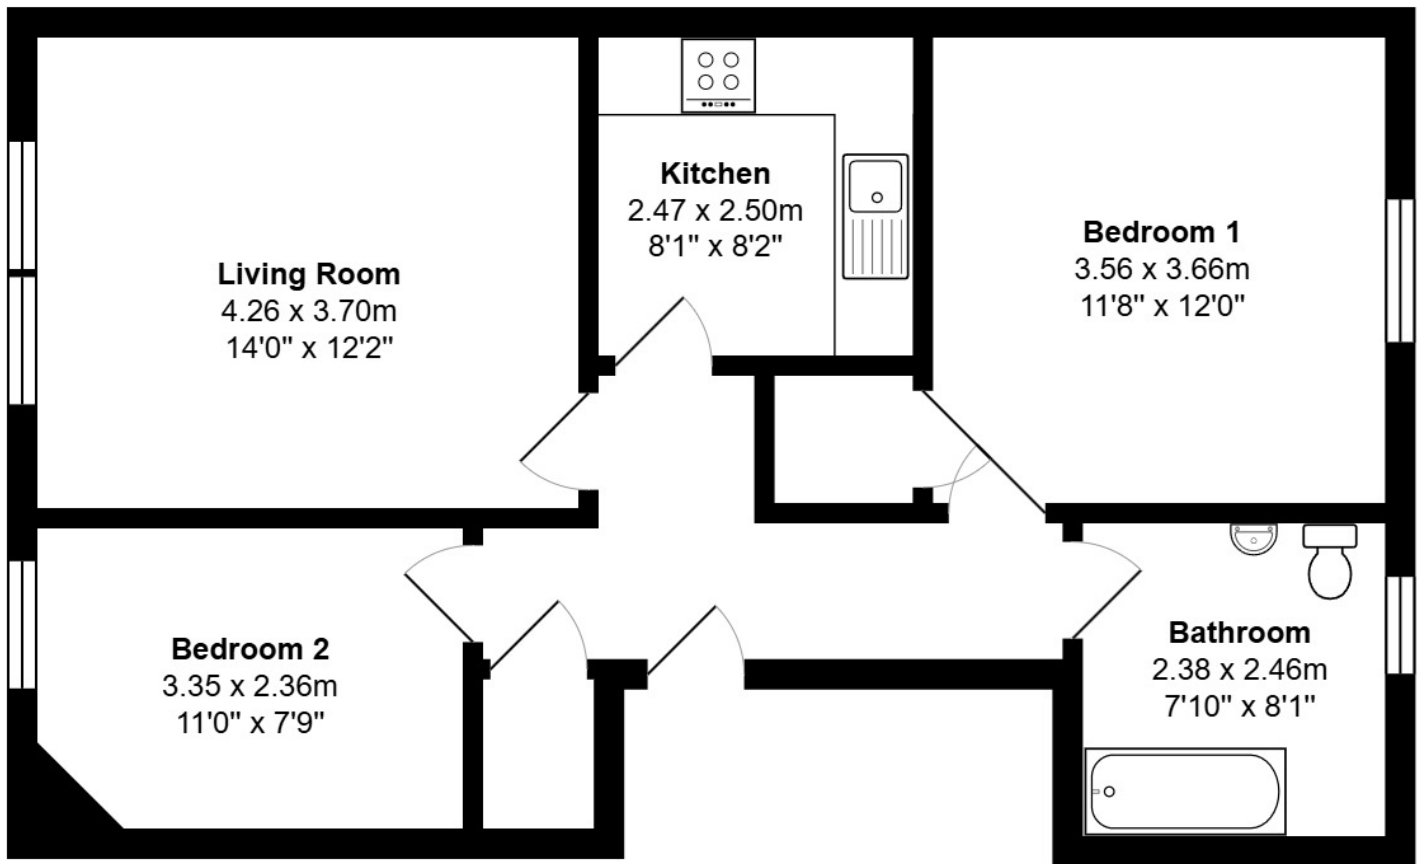 Living Room
4.26 x 3.70m
14'0" x 12'2"
Kitchen
2.47 x 2.50m
8'1" x 8'2"
Bedroom 1
3.56 x 3.66m
11'8" x 12'0"
Bedroom 2
3.35 x 2.36m
11'0" x 7'9"
Bathroom
2.38 x 2.46m
7'10" x 8'1"